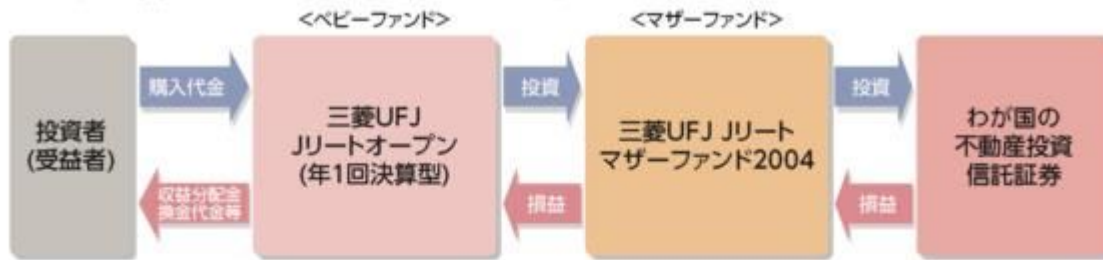 <ベビーファンド>
<マザーファンド>
投資者
(受益者)
購入代金
収益分配金
換金代金等
三菱UFJ
Jリートオープン
(年1回決算型)
投資
損益
三菱UFJ Jリート
マザーファンド2004
投資
損益
わが国の
不動産投資
信託証券